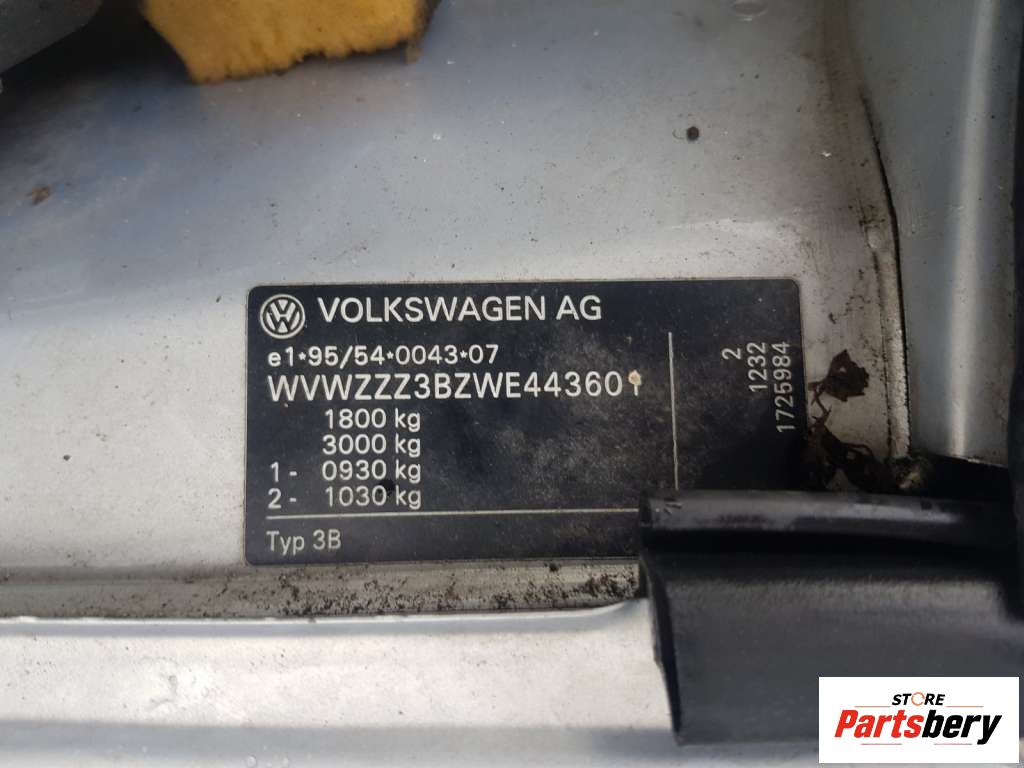 VOLKSWAGEN AG
e1*95/54*0043*07
WVWZZZ3BZWE443601
1800 kg
3000 kg
1 - 0930 kg
2 - 1030 kg
Typ 3B
2
1232
1725984
STORE
Partsbery